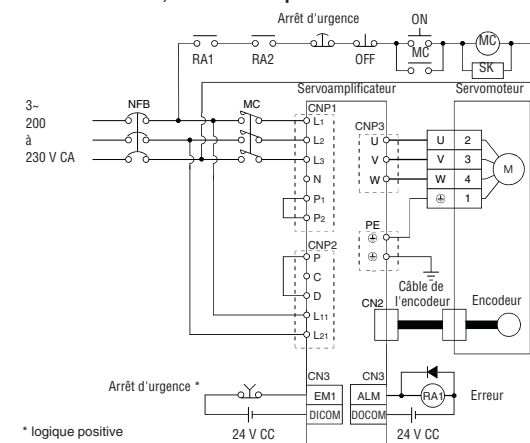 Arrêt d'urgence
ON
RA1
RA2
OFF
MC
MC
SK
Servoamplificateur
Servomoteur
3~
200
à
230 V CA
NFB
MC
CNP1
L1
L2
L3
N
P1
P2
CNP3
U
V
W
U 2
V 3
W 4
1
M
PE
CNP2
P
C
D
L11
L21
Câble de
l'encodeur
Encodeur
CN2
Arrêt d'urgence *
CN3
CN3
EM1
ALM
RA1
Erreur
DICOM
DOCOM
24 V CC
24 V CC
* logique positive